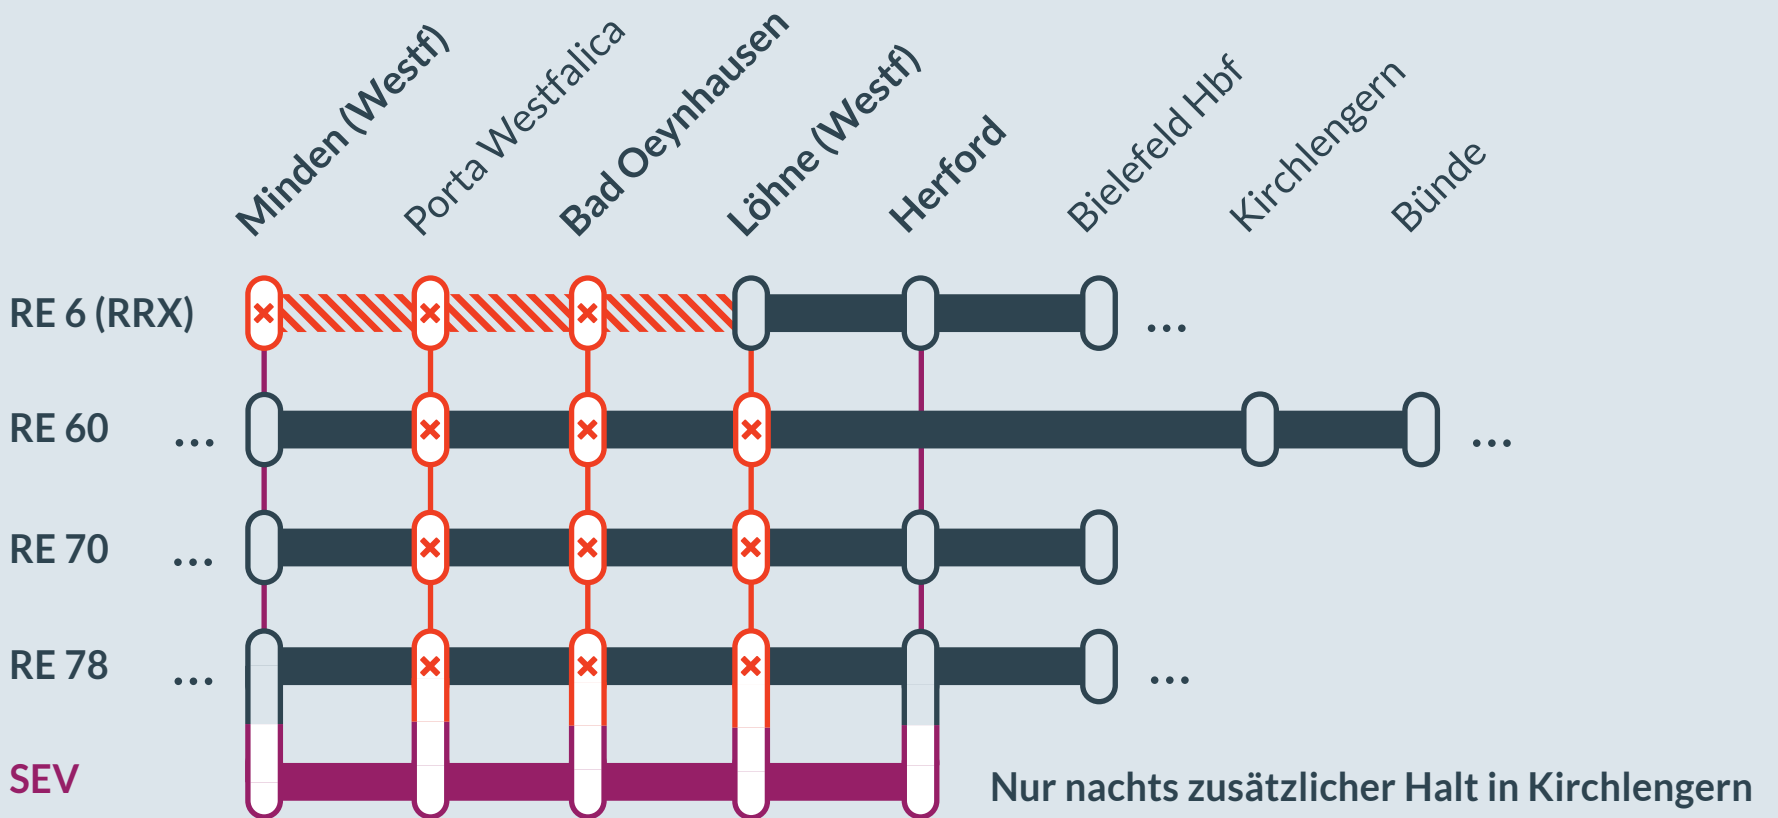 Minden (Westf)
Porta Westfalica
Bad Oeynhausen
Löhne (Westf)
Herford
Bielefeld Hbf
Kirchlengern
Bünde
RE 6 (RRX) ...
RE 60 ... ...
RE 70 ...
RE 78 ... ...
SEV
Nur nachts zusätzlicher Halt in Kirchlengern